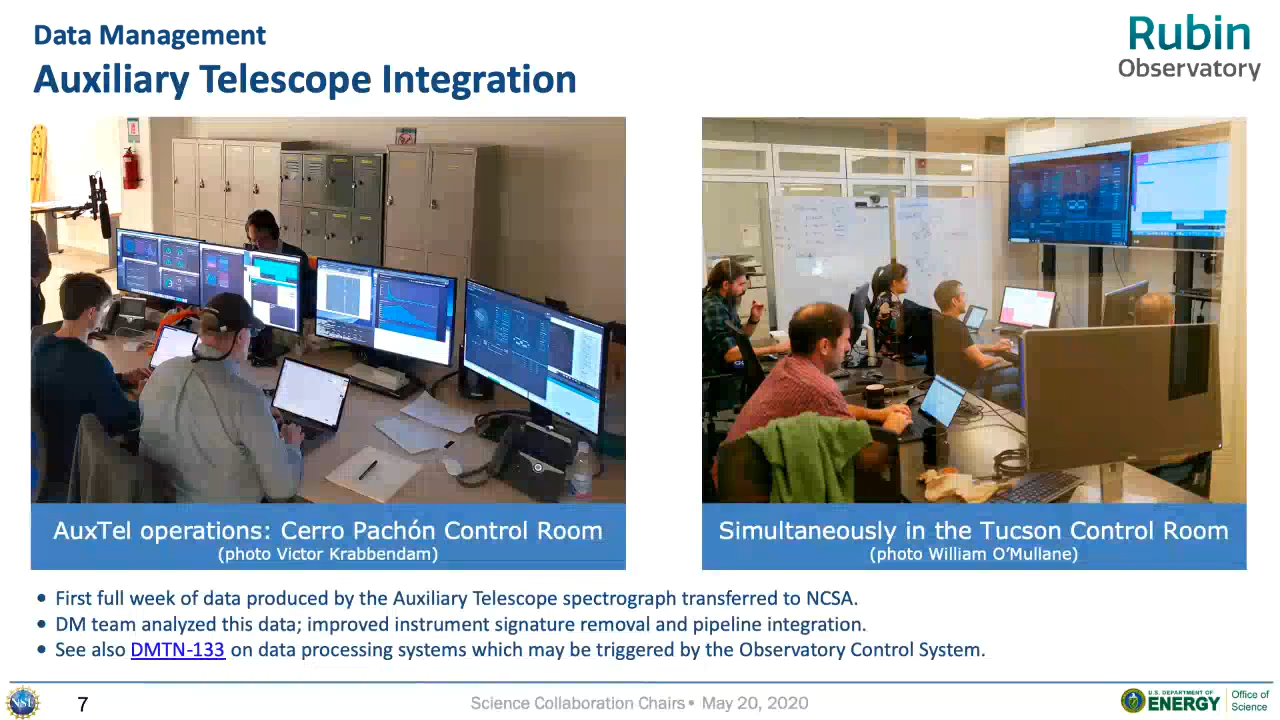 Data Management
Auxiliary Telescope Integration
Rubin
Observatory
AuxTel operations: Cerro Pachón Control Room
(photo Victor Krabbendam)
Simultaneously in the Tucson Control Room
(photo William O’Mullane)
• First full week of data produced by the Auxiliary Telescope spectrograph transferred to NCSA.
• DM team analyzed this data; improved instrument signature removal and pipeline integration.
• See also DMTN-133 on data processing systems which may be triggered by the Observatory Control System.
NSF
7
Science Collaboration Chairs• May 20, 2020
U.S. DEPARTMENT OF
ENERGY
Office of
Science